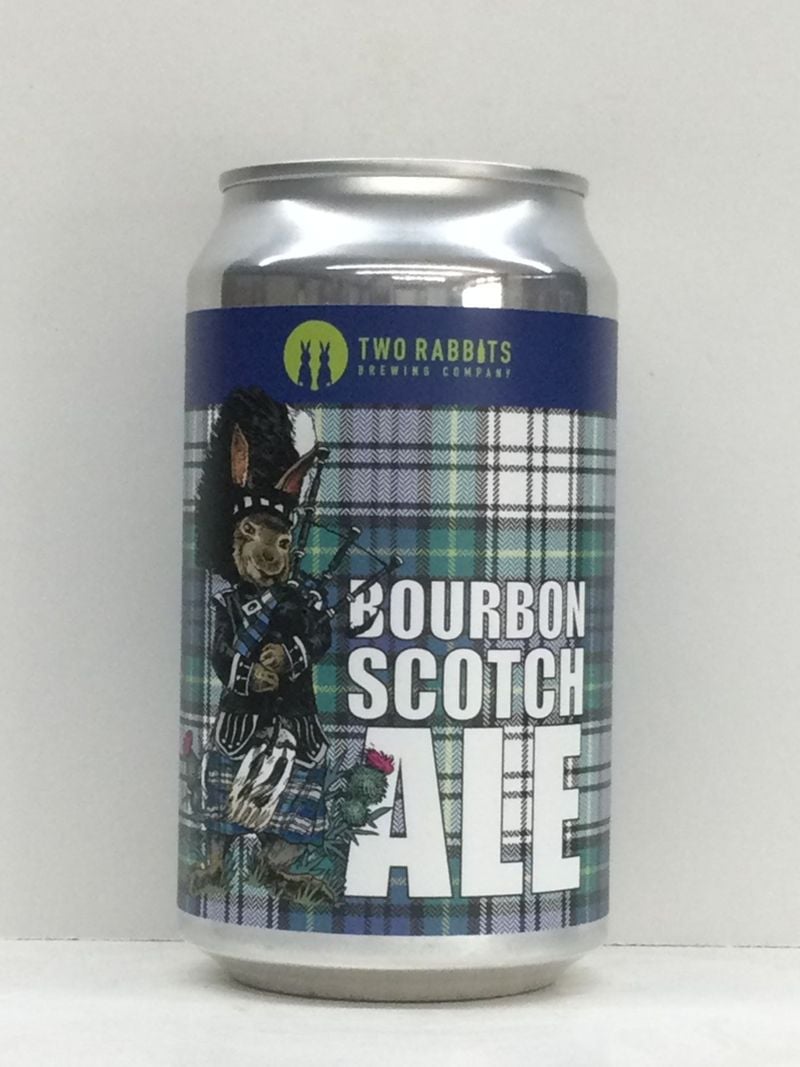 TWO RABBITS
BREWING COMPANY
BOURBON
SCOTCH
ALE